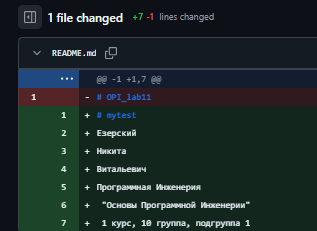 1 file changed +7 -1 lines changed
README.md
... @@ -1 +1,7 @@
1 - # OPI_lab11
1 + # mytest
2 + Езерский
3 + Никита
4 + Витальевич
5 + Программная Инженерия
6 + "Основы Программной Инженерии"
7 + 1 курс, 10 группа, подгруппа 1